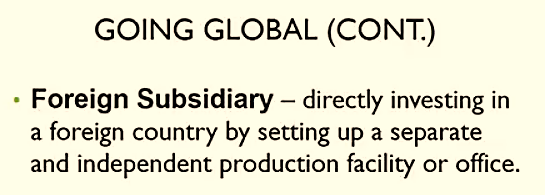 GOING GLOBAL (CONT.)
• Foreign Subsidiary – directly investing in
a foreign country by setting up a separate
and independent production facility or office.